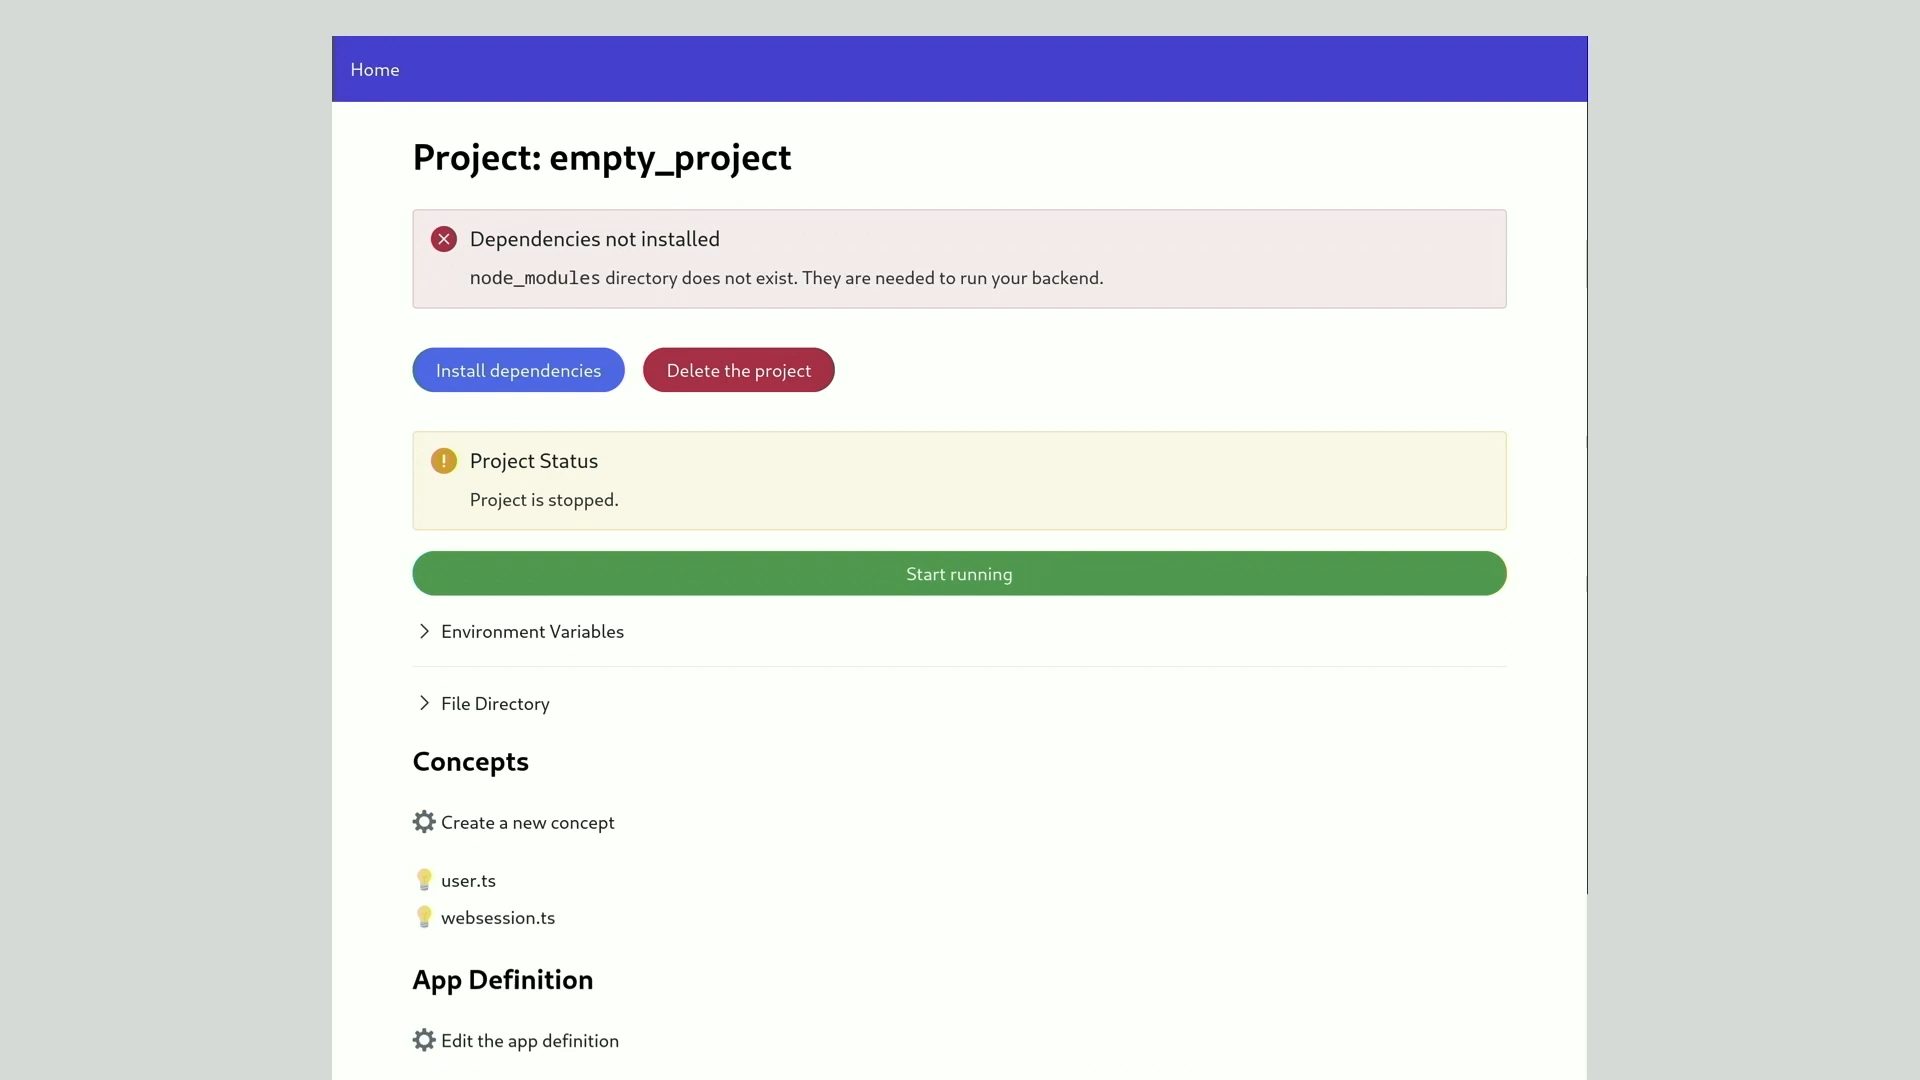 Home
Project: empty_project
Dependencies not installed
node_modules directory does not exist. They are needed to run your backend.
Install dependencies
Delete the project
Project Status
Project is stopped.
Start running
Environment Variables
File Directory
Concepts
Create a new concept
user.ts
websession.ts
App Definition
Edit the app definition